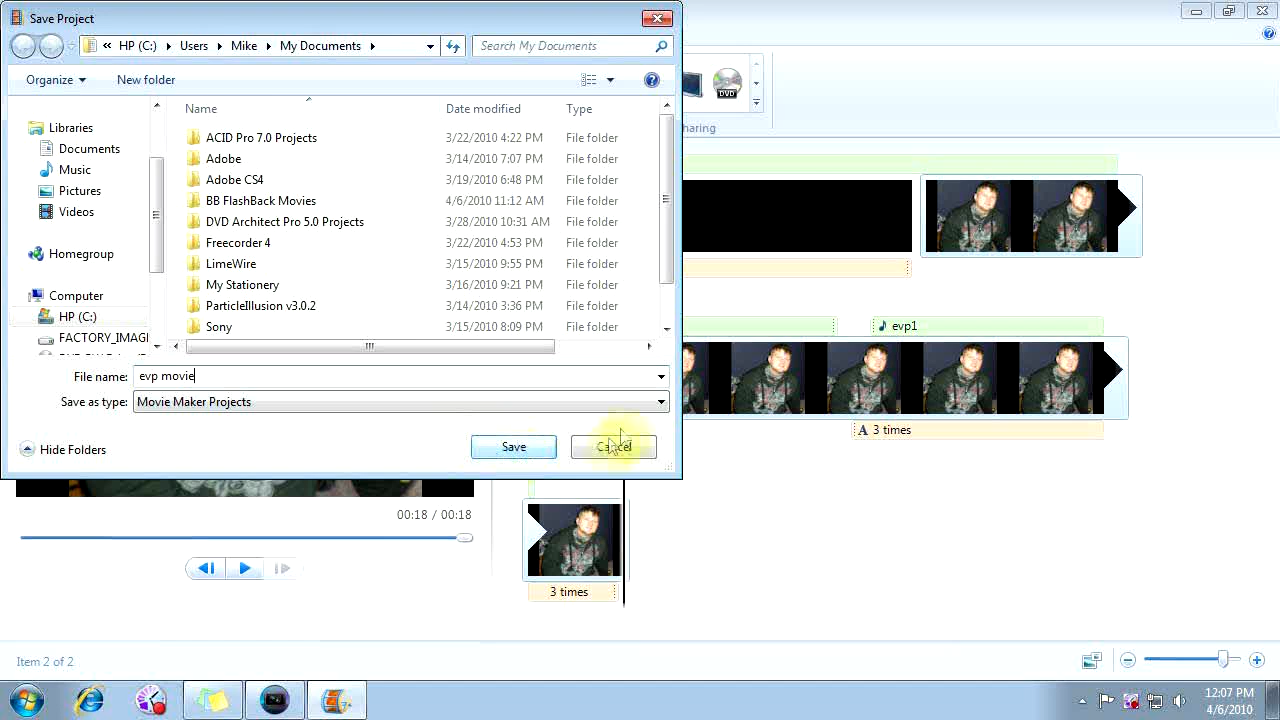 Save Project
« HP (C:) Users Mike My Documents Search My Documents
Organize New folder
Name Date modified Type
Libraries
Documents
Music
Pictures
Videos
Homegroup
Computer
HP (C:)
FACTORY_IMAGI
ACID Pro 7.0 Projects 3/22/2010 4:22 PM File folder
Adobe 3/14/2010 7:07 PM File folder
Adobe CS4 3/19/2010 6:48 PM File folder
BB FlashBack Movies 4/6/2010 11:12 AM File folder
DVD Architect Pro 5.0 Projects 3/28/2010 10:31 AM File folder
Freecorder 4 3/22/2010 4:53 PM File folder
LimeWire 3/15/2010 9:55 PM File folder
My Stationery 3/16/2010 9:21 PM File folder
ParticleIllusion v3.0.2 3/14/2010 3:36 PM File folder
Sony 3/15/2010 8:09 PM File folder
File name: evp movie
Save as type: Movie Maker Projects
Hide Folders Save Cancel
DVD
haring
evp1
A 3 times
00:18 / 00:18
3 times
Item 2 of 2
12:07 PM
4/6/2010